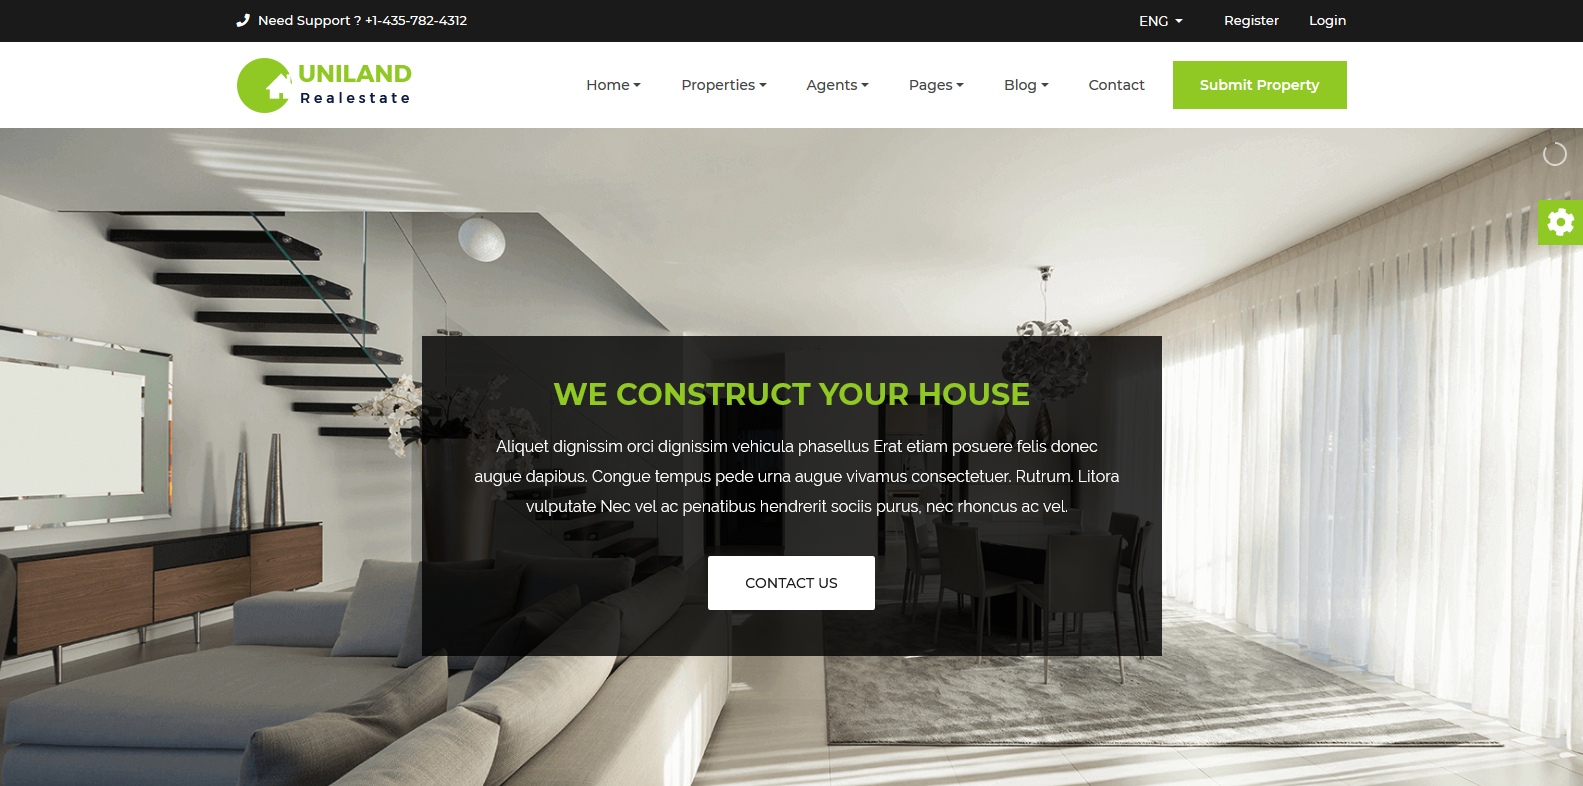 Need Support ? +1-435-782-4312
ENG
Register
Login
UNILAND
Realestate
Home
Properties
Agents
Pages
Blog
Contact
Submit Property
WE CONSTRUCT YOUR HOUSE
Aliquet dignissim orci dignissim vehicula phasellus Erat etiam posuere felis donec
augue dapibus. Congue tempus pede urna augue vivamus consectetuer. Rutrum. Litora
vulputate Nec vel ac penatibus hendrerit sociis purus, nec rhoncus ac vel.
CONTACT US